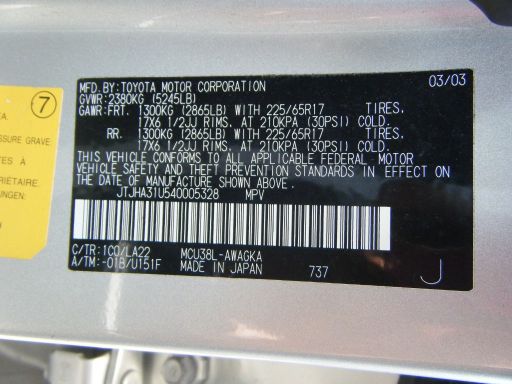 MFD.BY:TOYOTA MOTOR CORPORATION 03/03
GVWR:2380KG (5245LB)
GAWR:FRT. 1300KG (2865LB) WITH 225/65R17 TIRES,
17X6 1/2JJ RIMS, AT 210KPA (30PSI) COLD.
RR. 1300KG (2865LB) WITH 225/65R17 TIRES,
17X6 1/2JJ RIMS, AT 210KPA (30PSI) COLD.
THIS VEHICLE CONFORMS TO ALL APPLICABLE FEDERAL MOTOR
VEHICLE SAFETY AND THEFT PREVENTION STANDARDS IN EFFECT ON
THE DATE OF MANUFACTURE SHOWN ABOVE.
JTJHA31U540005328 MPV
C/TR:1C0/LA22 MCU38L-AWAGKA
A/TM:-01B/U151F MADE IN JAPAN 737 J
7
EA.
SSURE GRAVE
TES À
RIÉTAIRE.
UNGEN: